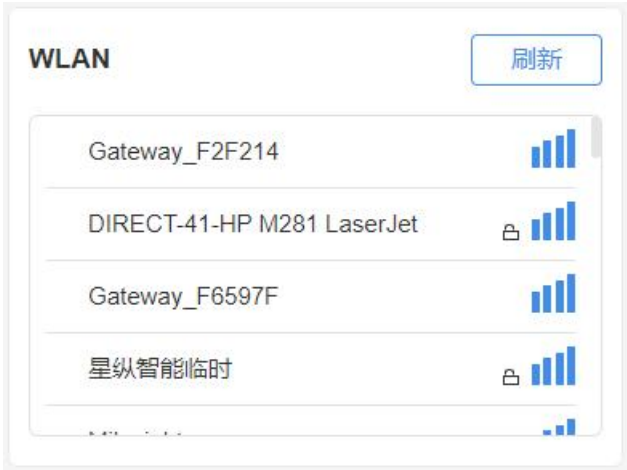 WLAN
刷新
Gateway_F2F214
DIRECT-41-HP M281 LaserJet
Gateway_F6597F
星纵智能临时